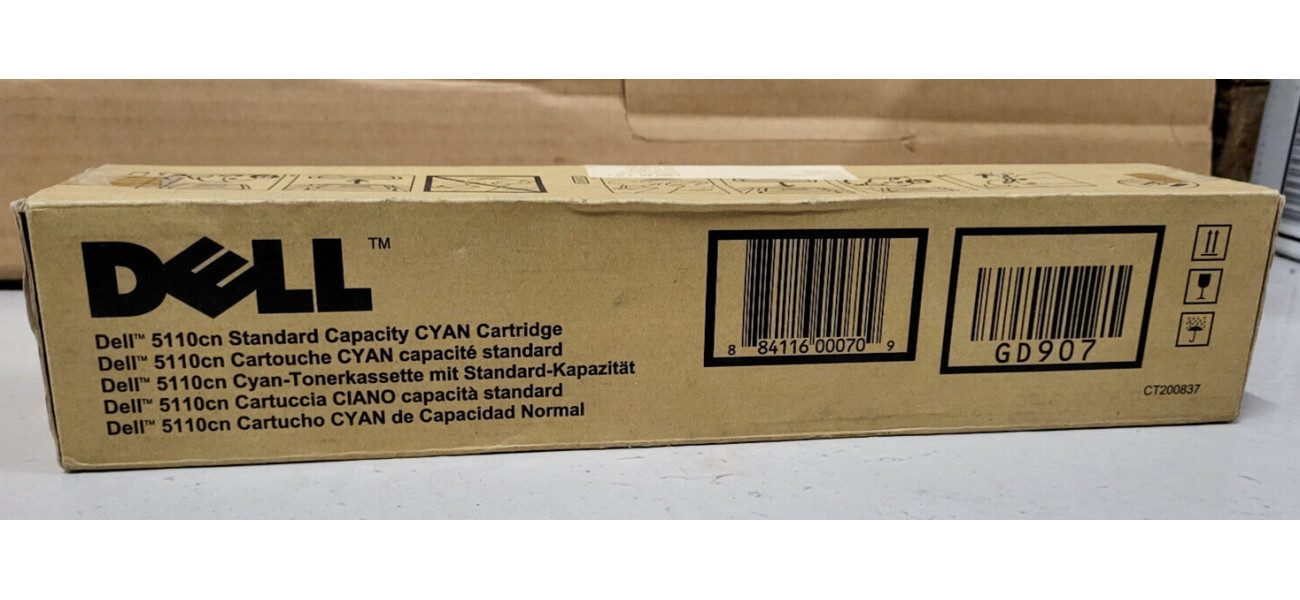 DELL™
Dell™ 5110cn Standard Capacity CYAN Cartridge
Dell™ 5110cn Cartouche CYAN capacité standard
Dell™ 5110cn Cyan-Tonerkassette mit Standard-Kapazität
Dell™ 5110cn Cartuccia CIANO capacità standard
Dell™ 5110cn Cartucho CYAN de Capacidad Normal
8 84116 00070 9
GD907
CT200837